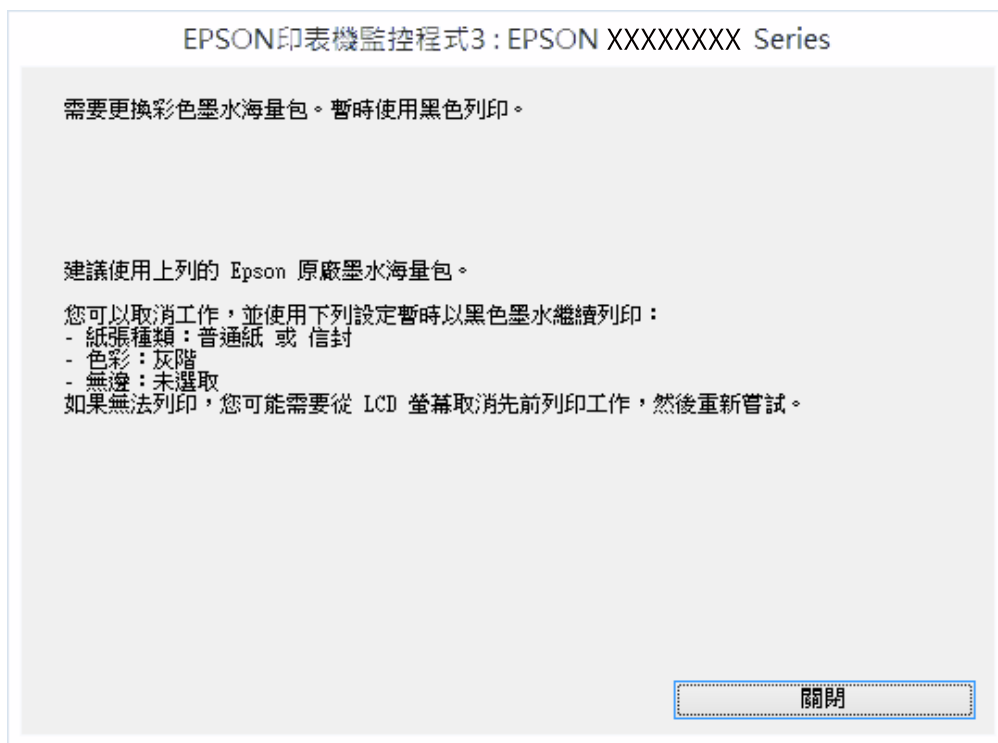 EPSON印表機監控程式3 : EPSON XXXXXXXX Series
需要更換彩色墨水海量包。暫時使用黑色列印。
建議使用上列的 Epson 原廠墨水海量包。
您可以取消工作，並使用下列設定暫時以黑色墨水繼續列印：
- 紙張種類：普通紙 或 信封
- 色彩：灰階
- 無邊：未選取
如果無法列印，您可能需要從 LCD 螢幕取消先前列印工作，然後重新嘗試。
關閉